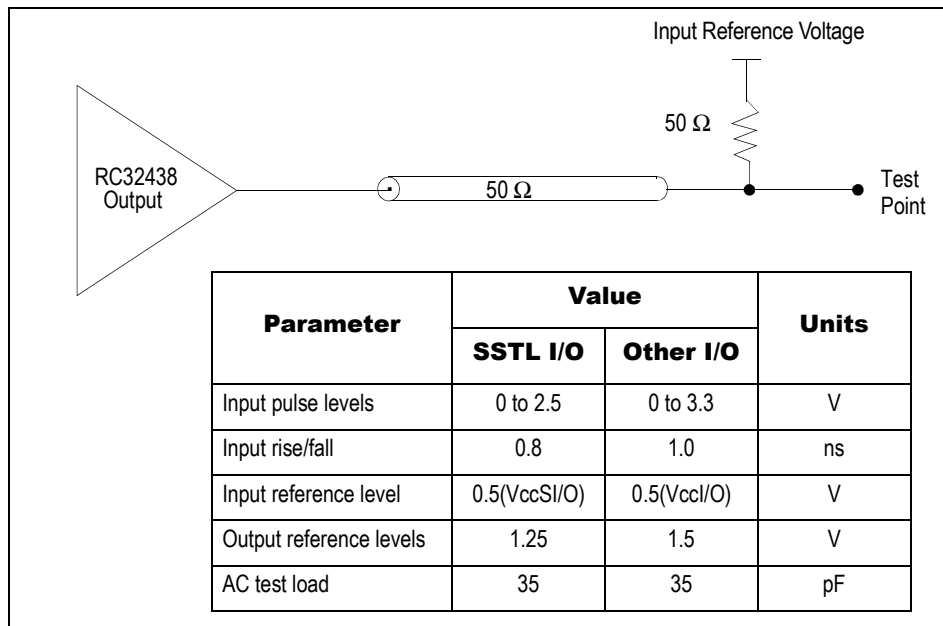 Input Reference Voltage
50 Ω
RC32438
Output
50 Ω
Test
Point
Parameter Value Units
SSTL I/O Other I/O
Input pulse levels 0 to 2.5 0 to 3.3 V
Input rise/fall 0.8 1.0 ns
Input reference level 0.5(VccSI/O) 0.5(VccI/O) V
Output reference levels 1.25 1.5 V
AC test load 35 35 pF